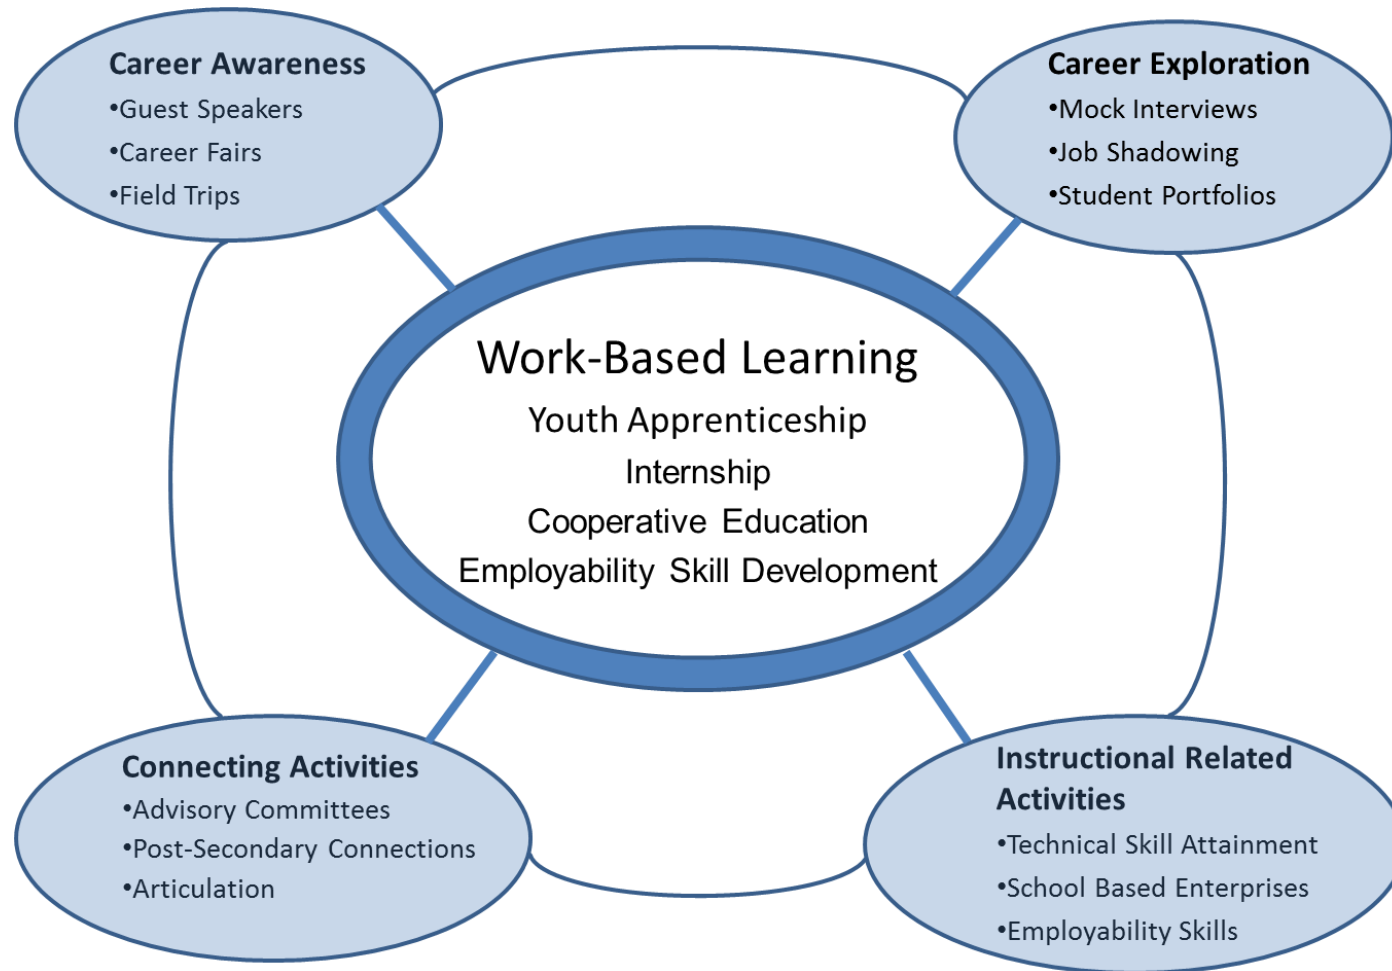 Career Awareness
•Guest Speakers
•Career Fairs
•Field Trips
Career Exploration
•Mock Interviews
•Job Shadowing
•Student Portfolios
Work-Based Learning
Youth Apprenticeship
Internship
Cooperative Education
Employability Skill Development
Connecting Activities
•Advisory Committees
•Post-Secondary Connections
•Articulation
Instructional Related
Activities
•Technical Skill Attainment
•School Based Enterprises
•Employability Skills